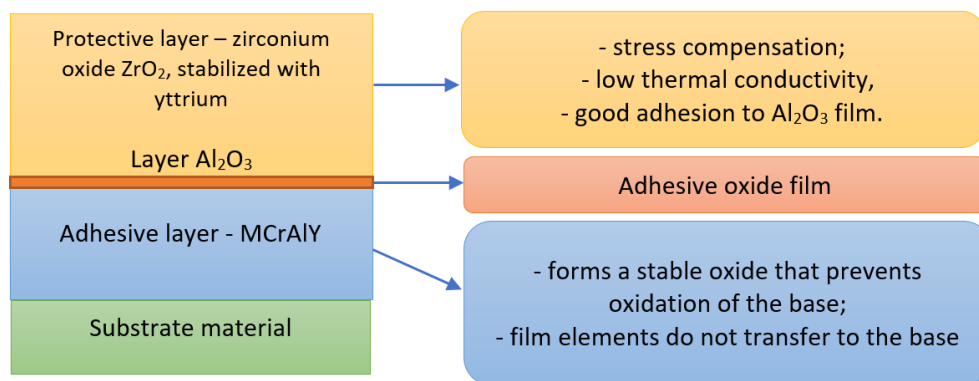 Protective layer – zirconium
oxide ZrO₂, stabilized with
yttrium
Layer Al₂O₃
Adhesive layer - MCrAlY
Substrate material
- stress compensation;
- low thermal conductivity,
- good adhesion to Al₂O₃ film.
Adhesive oxide film
- forms a stable oxide that prevents
oxidation of the base;
- film elements do not transfer to the base